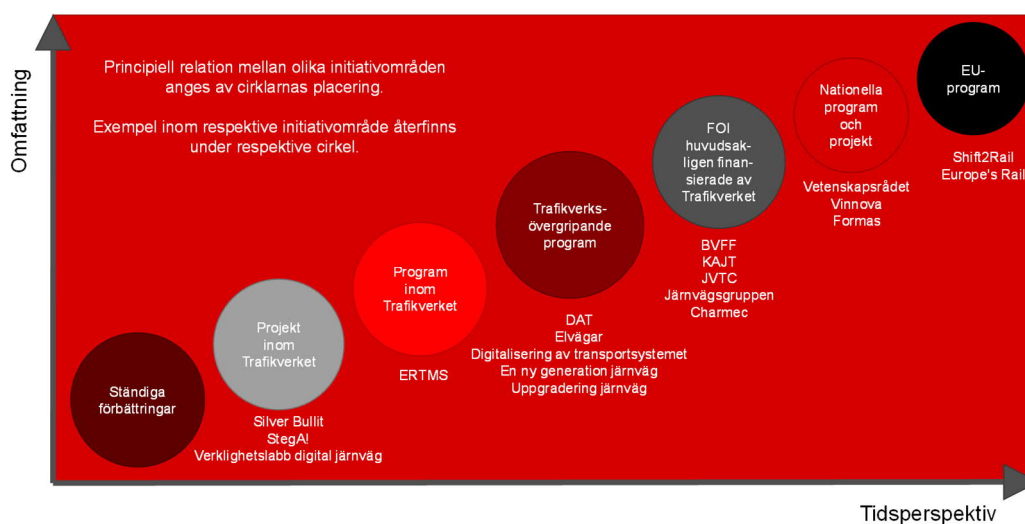 Omfattning
Principiell relation mellan olika initiativområden
anges av cirklarnas placering.
Exempel inom respektive initiativområde återfinns
under respektive cirkel.
Ständiga
förbättringar
Projekt
inom
Trafikverket
Silver Bullit
StegA!
Verklighetslabb digital järnväg
Program
inom
Trafikverket
ERTMS
Trafikverks-
övergripande
program
DAT
Elvägar
Digitalisering av transportsystemet
En ny generation järnväg
Uppgradering järnväg
FOI
huvudsak-
ligen finan-
sierade av
Trafikverket
BVFF
KAJT
JVTC
Järnvägsgruppen
Charmec
Nationella
program
och
projekt
Vetenskapsrådet
Vinnova
Formas
EU-
program
Shift2Rail
Europe's Rail
Tidsperspektiv